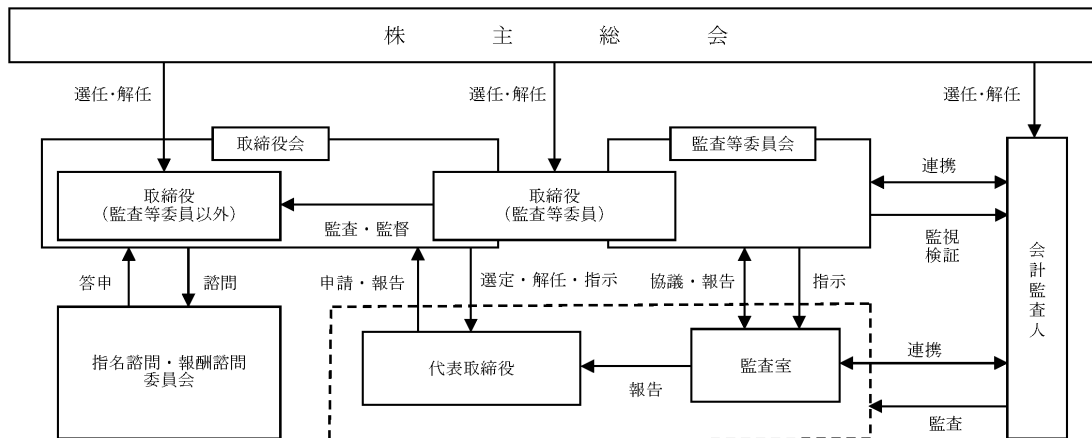 株主総会
選任・解任
選任・解任
選任・解任
取締役会
監査等委員会
取締役
（監査等委員以外）
取締役
（監査等委員）
監査・監督
連携
監視
検証
会計監査人
答申
諮問
申請・報告
選定・解任・指示
協議・報告
指示
指名諮問・報酬諮問
委員会
代表取締役
監査室
報告
連携
監査